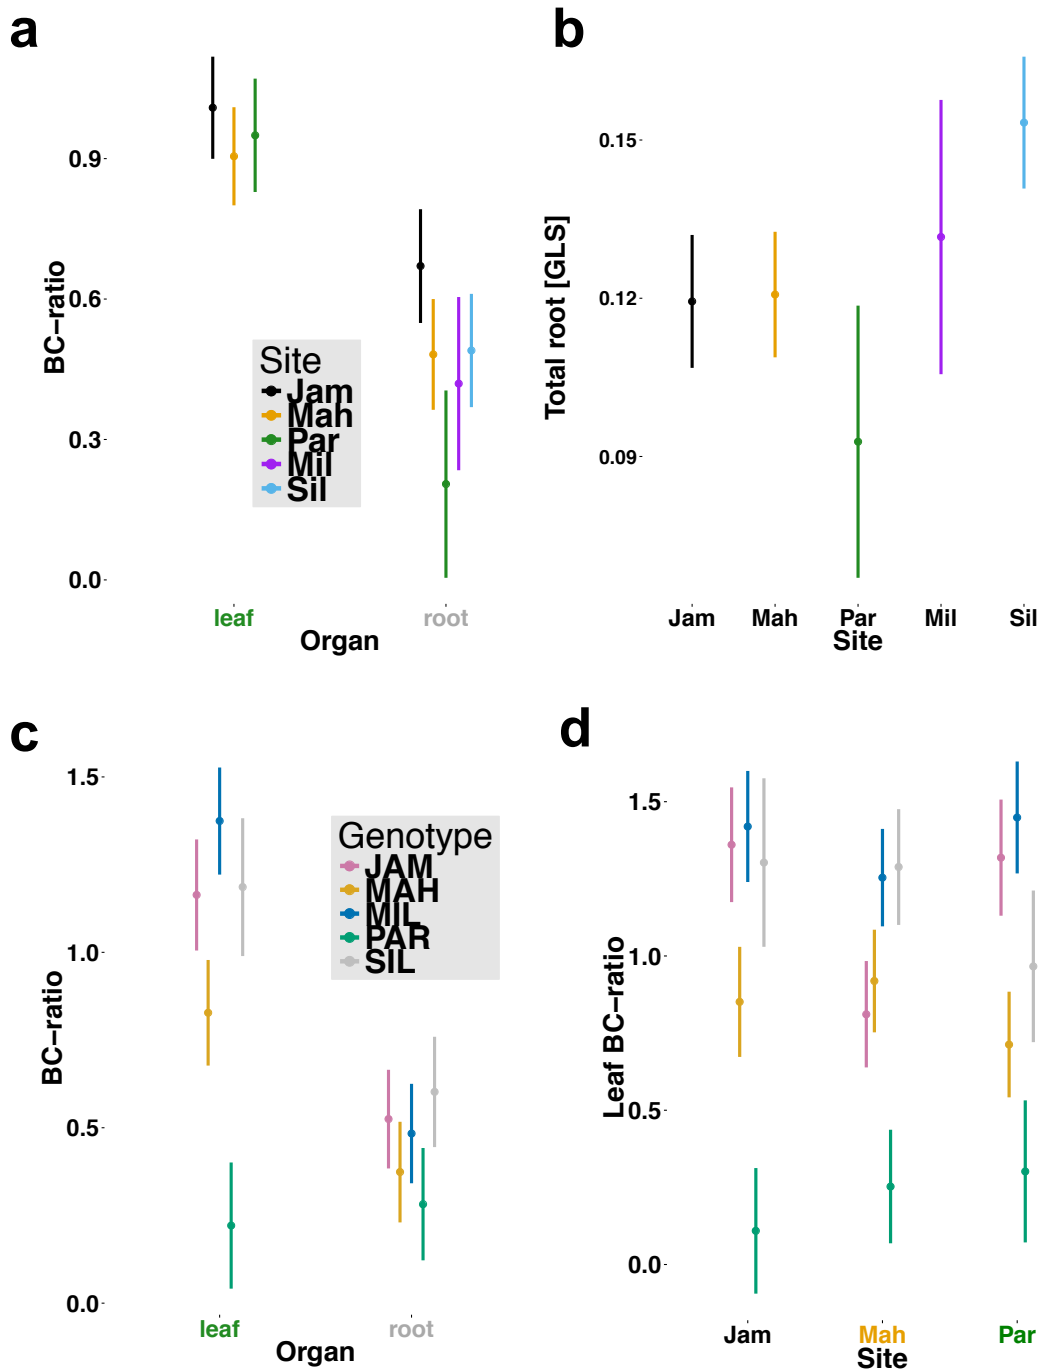 a
0.9
0.6
0.3
0.0
BC−ratio
Site
Jam
Mah
Par
Mil
Sil
leaf
root
Organ
b
0.15
0.12
0.09
Total root [GLS]
Jam
Mah
Par
Mil
Sil
Site
c
1.5
1.0
0.5
0.0
BC−ratio
Genotype
JAM
MAH
MIL
PAR
SIL
leaf
root
Organ
d
1.5
1.0
0.5
0.0
Leaf BC−ratio
Jam
Mah
Par
Site